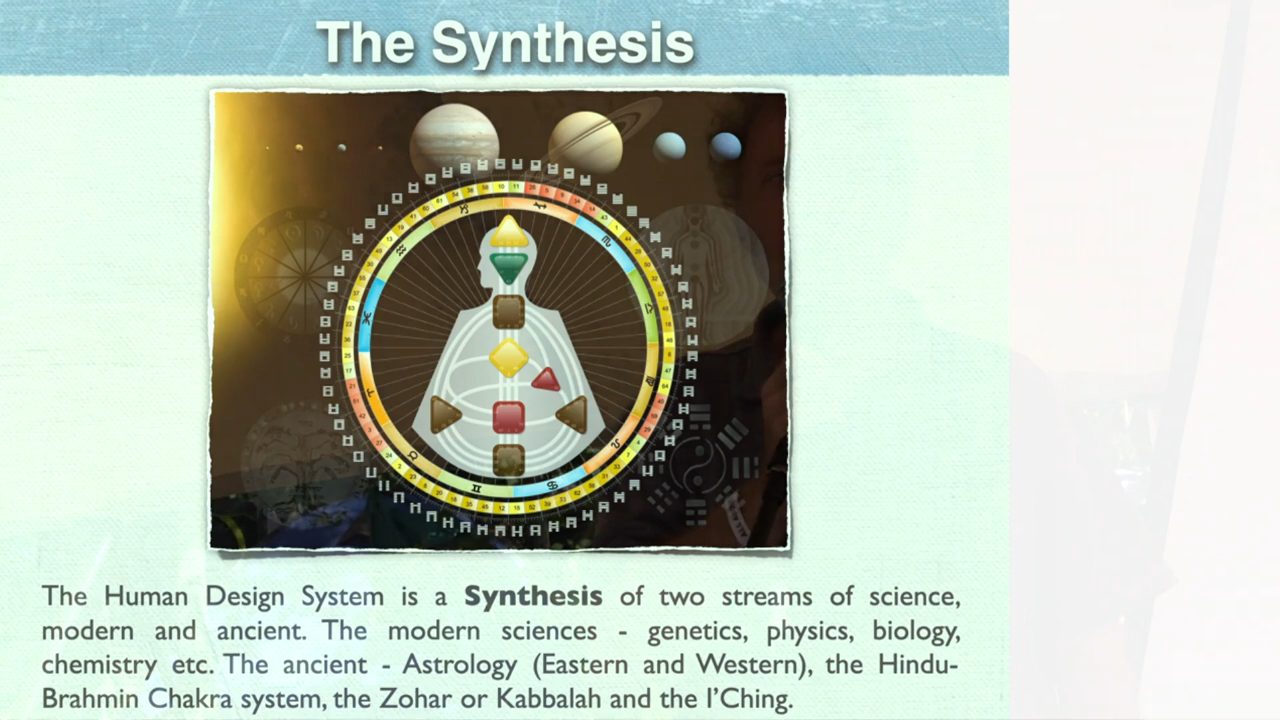 The Synthesis
The Human Design System is a Synthesis of two streams of science,
modern and ancient. The modern sciences - genetics, physics, biology,
chemistry etc. The ancient - Astrology (Eastern and Western), the Hindu-
Brahmin Chakra system, the Zohar or Kabbalah and the I'Ching.